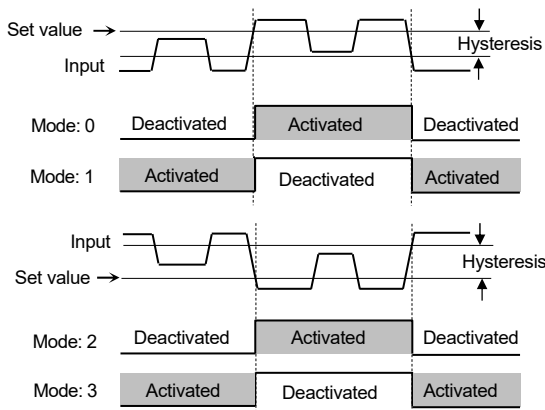 Set value
Hysteresis
Input
Mode: 0
Deactivated
Activated
Deactivated
Mode: 1
Activated
Deactivated
Activated
Input
Hysteresis
Set value
Mode: 2
Deactivated
Activated
Deactivated
Mode: 3
Activated
Deactivated
Activated